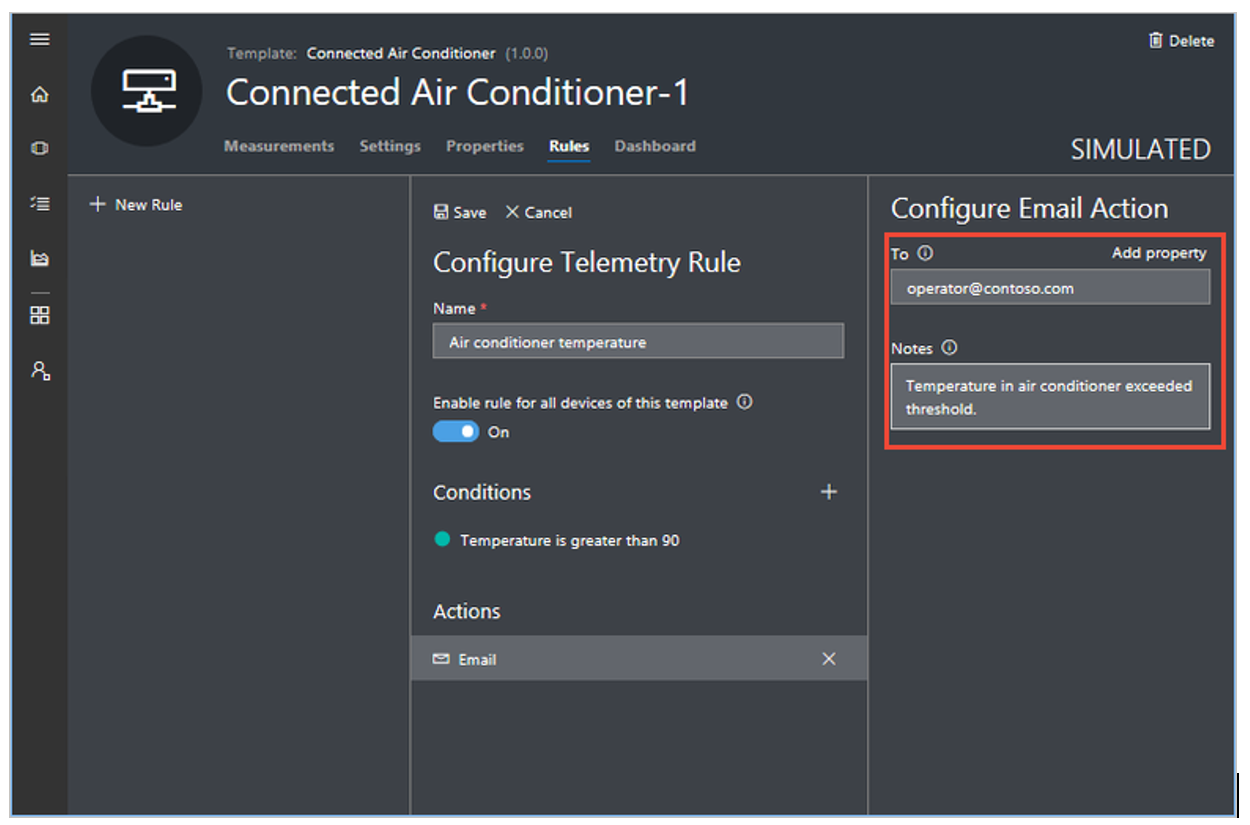 Template: Connected Air Conditioner (1.0.0)
Delete
Connected Air Conditioner-1
Measurements Settings Properties Rules Dashboard
SIMULATED
New Rule
Save Cancel
Configure Telemetry Rule
Name *
Air conditioner temperature
Enable rule for all devices of this template
On
Conditions
Temperature is greater than 90
Actions
Email
Configure Email Action
To Add property
operator@contoso.com
Notes
Temperature in air conditioner exceeded
threshold.